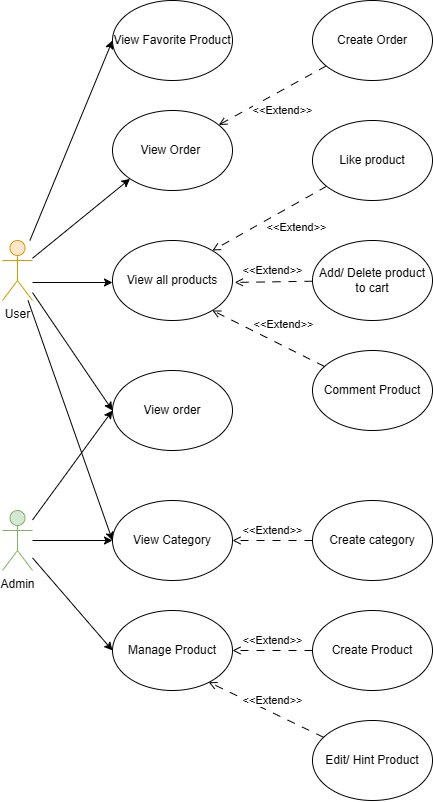 View Favorite Product
Create Order
<<Extend>>
View Order
Like product
<<Extend>>
View all products
<<Extend>>
Add/ Delete product
to cart
User
<<Extend>>
Comment Product
View order
Admin
View Category
<<Extend>>
Create category
Manage Product
<<Extend>>
Create Product
<<Extend>>
Edit/ Hint Product